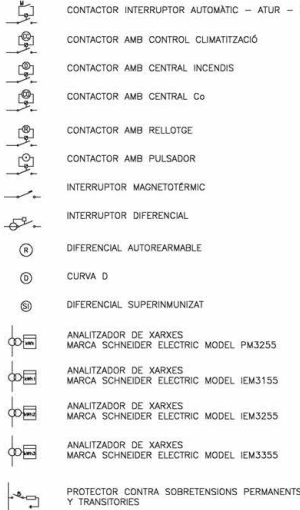 M
CONTACTOR INTERRUPTOR AUTOMÀTIC – ATUR –
CONTACTOR AMB CONTROL CLIMATITZACIÓ
CONTACTOR AMB CENTRAL INCENDIS
CONTACTOR AMB CENTRAL Co
CONTACTOR AMB RELLOTGE
CONTACTOR AMB PULSADOR
INTERRUPTOR MAGNETOTÈRMIC
INTERRUPTOR DIFERENCIAL
R DIFERENCIAL AUTOREARMABLE
D CURVA D
SI DIFERENCIAL SUPERINMUNIZAT
ANALITZADOR DE XARXES
MARCA SCHNEIDER ELECTRIC MODEL PM3255
ANALITZADOR DE XARXES
MARCA SCHNEIDER ELECTRIC MODEL IEM3155
ANALITZADOR DE XARXES
MARCA SCHNEIDER ELECTRIC MODEL IEM3255
ANALITZADOR DE XARXES
MARCA SCHNEIDER ELECTRIC MODEL IEM3355
PROTECTOR CONTRA SOBRETENSIONS PERMANENTS
Y TRANSITORIES